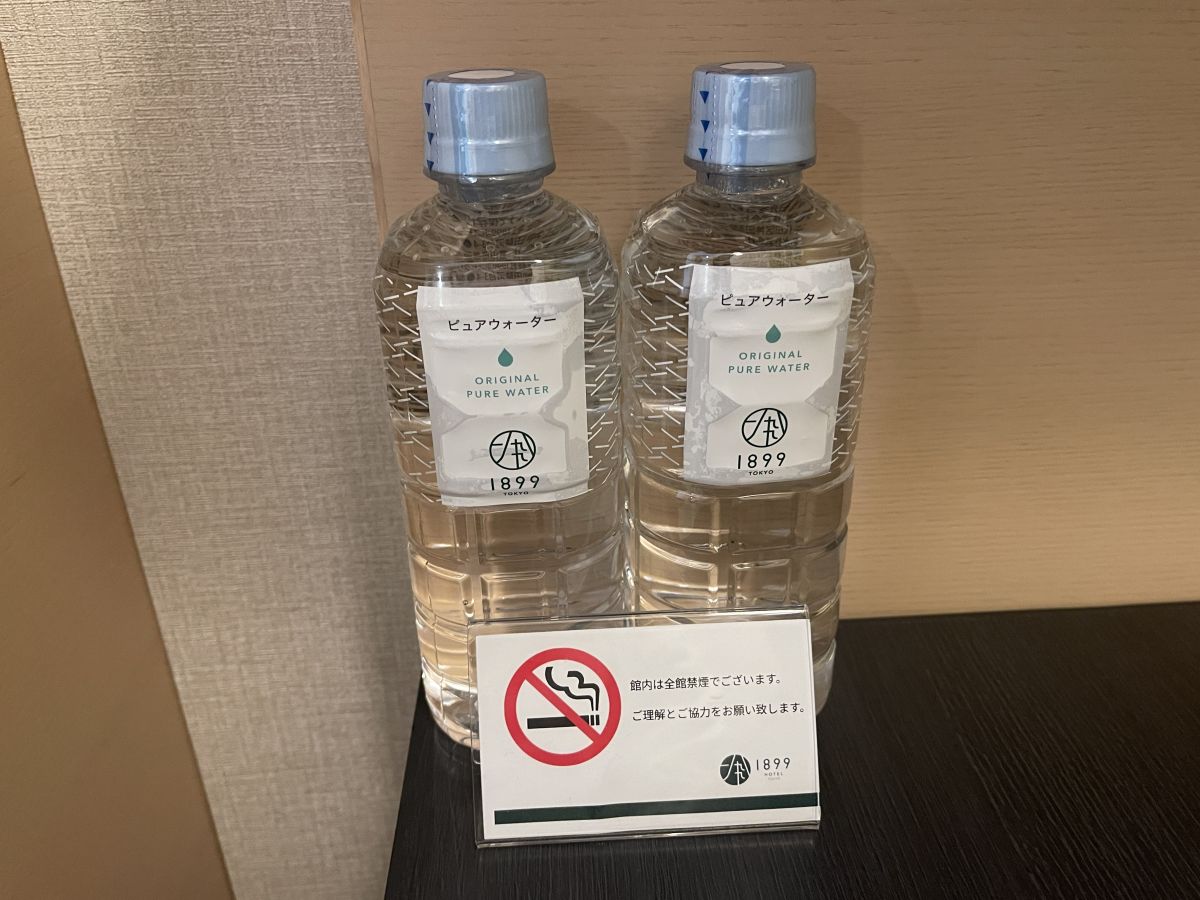 ピュアウォーター
ORIGINAL
PURE WATER
1899
TOKYO
ピュアウォーター
ORIGINAL
PURE WATER
1899
TOKYO
館内は全館禁煙でございます。
ご理解とご協力をお願い致します。
1899
HOTEL